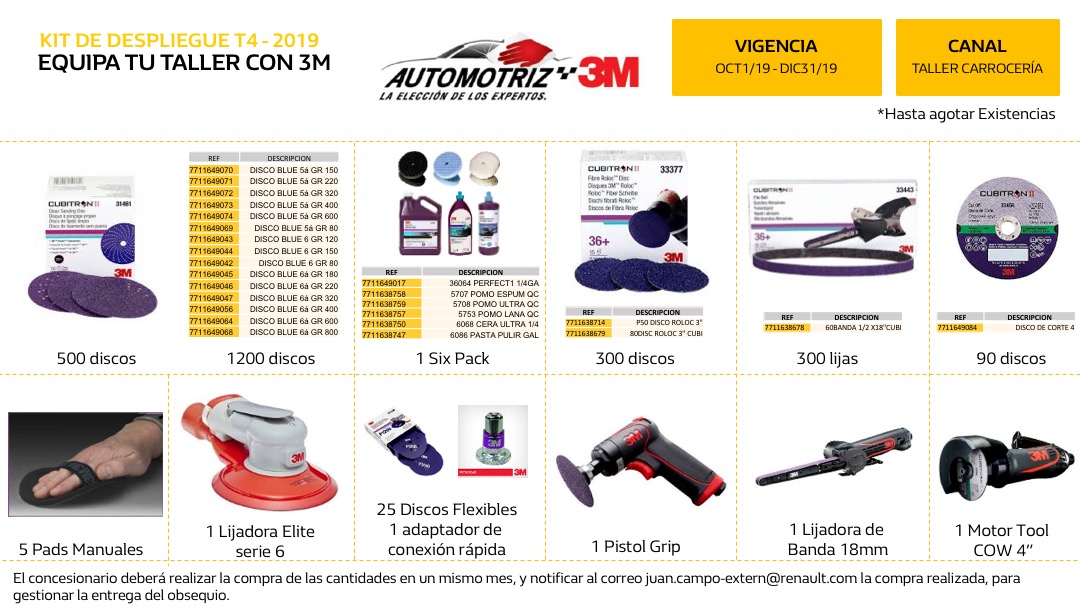 KIT DE DESPLIEGUE T4 - 2019
EQUIPA TU TALLER CON 3M
AUTOMOTRIZ 3M
LA ELECCIÓN DE LOS EXPERTOS.
VIGENCIA
OCT1/19 - DIC31/19
CANAL
TALLER CARROCERÍA
*Hasta agotar Existencias
CUBITRON II 31461
3M
500 discos
REF DESCRIPCION
7711649070 DISCO BLUE 5á GR 150
7711649071 DISCO BLUE 5á GR 220
7711649072 DISCO BLUE 5á GR 320
7711649073 DISCO BLUE 5á GR 400
7711649074 DISCO BLUE 5á GR 600
7711649069 DISCO BLUE 5á GR 80
7711649043 DISCO BLUE 6 GR 120
7711649044 DISCO BLUE 6 GR 150
7711649042 DISCO BLUE 6 GR 80
7711649045 DISCO BLUE 6á GR 180
7711649046 DISCO BLUE 6á GR 220
7711649047 DISCO BLUE 6á GR 320
7711649056 DISCO BLUE 6á GR 400
7711649064 DISCO BLUE 6á GR 600
7711649068 DISCO BLUE 6á GR 800
1200 discos
REF DESCRIPCION
7711649017 36064 PERFECT1 1/4GA
7711638758 5707 POMO ESPUM QC
7711638759 5708 POMO ULTRA QC
7711638757 5753 POMO LANA QC
7711638750 6068 CERA ULTRA 1/4
7711638747 6086 PASTA PULIR GAL
1 Six Pack
CUBITRON II
33377
Fibre Roloc™ Disc
36+
3M
REF DESCRIPCION
7711638714 P50 DISCO ROLOC 3"
7711638679 80DISC ROLOC 3" CUBI
300 discos
CUBITRON II 33443
36+
3M
REF DESCRIPCION
7711638678 60BANDA 1/2 X18"CUBI
300 lijas
CUBITRON II
3M
REF DESCRIPCION
7711649084 DISCO DE CORTE 4
90 discos
5 Pads Manuales
3M
1 Lijadora Elite
serie 6
3M
25 Discos Flexibles
1 adaptador de
conexión rápida
3M
1 Pistol Grip
3M
1 Lijadora de
Banda 18mm
3M
1 Motor Tool
COW 4”
El concesionario deberá realizar la compra de las cantidades en un mismo mes, y notificar al correo juan.campo-extern@renault.com la compra realizada, para
gestionar la entrega del obsequio.